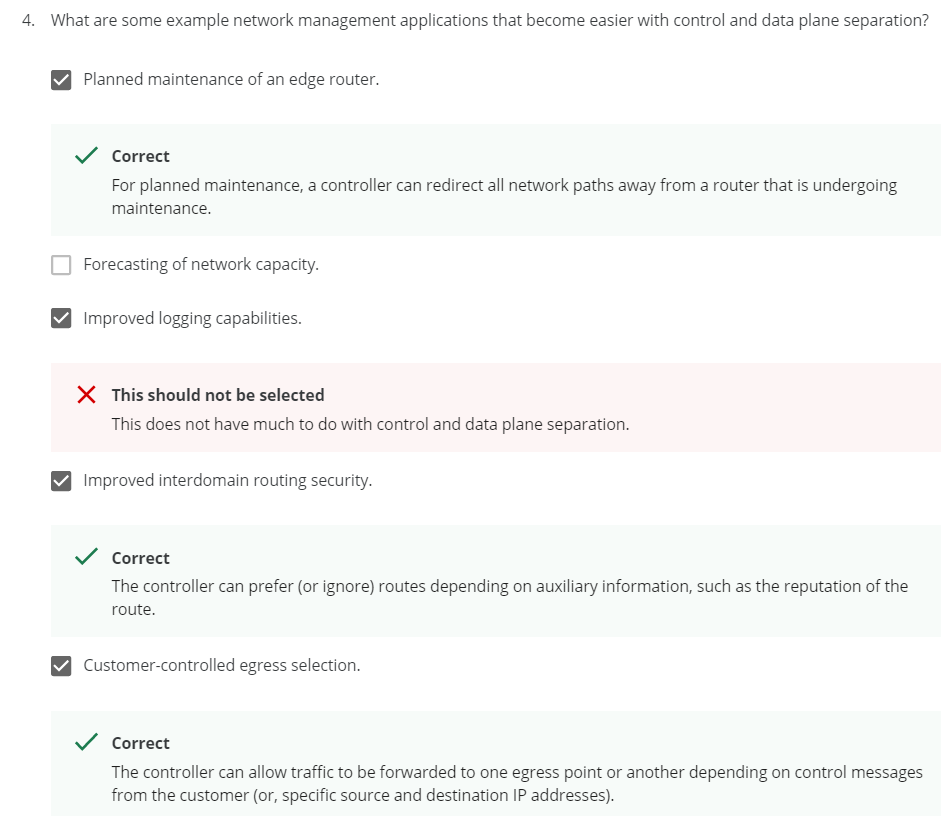 4. What are some example network management applications that become easier with control and data plane separation?
Planned maintenance of an edge router.
Correct
For planned maintenance, a controller can redirect all network paths away from a router that is undergoing
maintenance.
Forecasting of network capacity.
Improved logging capabilities.
This should not be selected
This does not have much to do with control and data plane separation.
Improved interdomain routing security.
Correct
The controller can prefer (or ignore) routes depending on auxiliary information, such as the reputation of the
route.
Customer-controlled egress selection.
Correct
The controller can allow traffic to be forwarded to one egress point or another depending on control messages
from the customer (or, specific source and destination IP addresses).